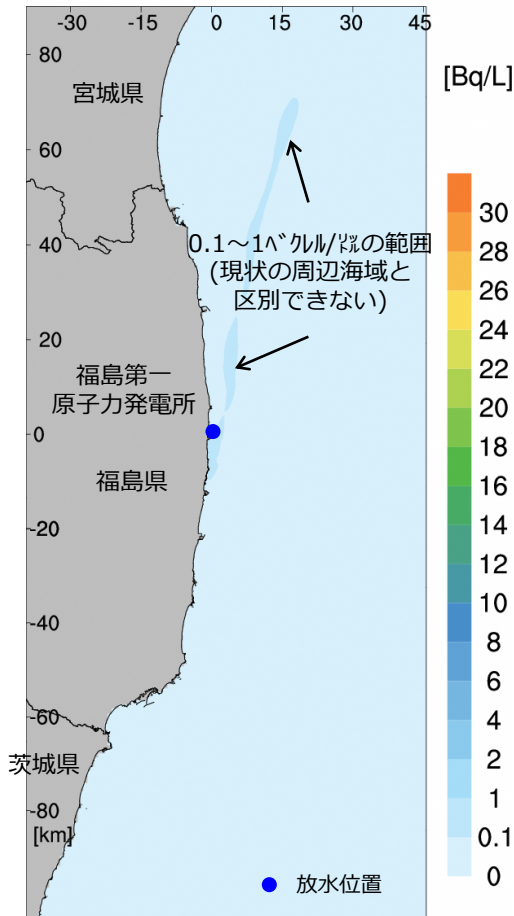 -30 -15 0 15 30 45
[Bq/L]
80
宮城県
60
40
0.1～1ﾍﾞｸﾚﾙ/㍑の範囲
(現状の周辺海域と
区別できない)
20
福島第一
原子力発電所
0
福島県
-20
-40
-60
茨城県
-80
[km]
放水位置
30
28
26
24
22
20
18
16
14
12
10
8
6
4
2
1
0.1
0